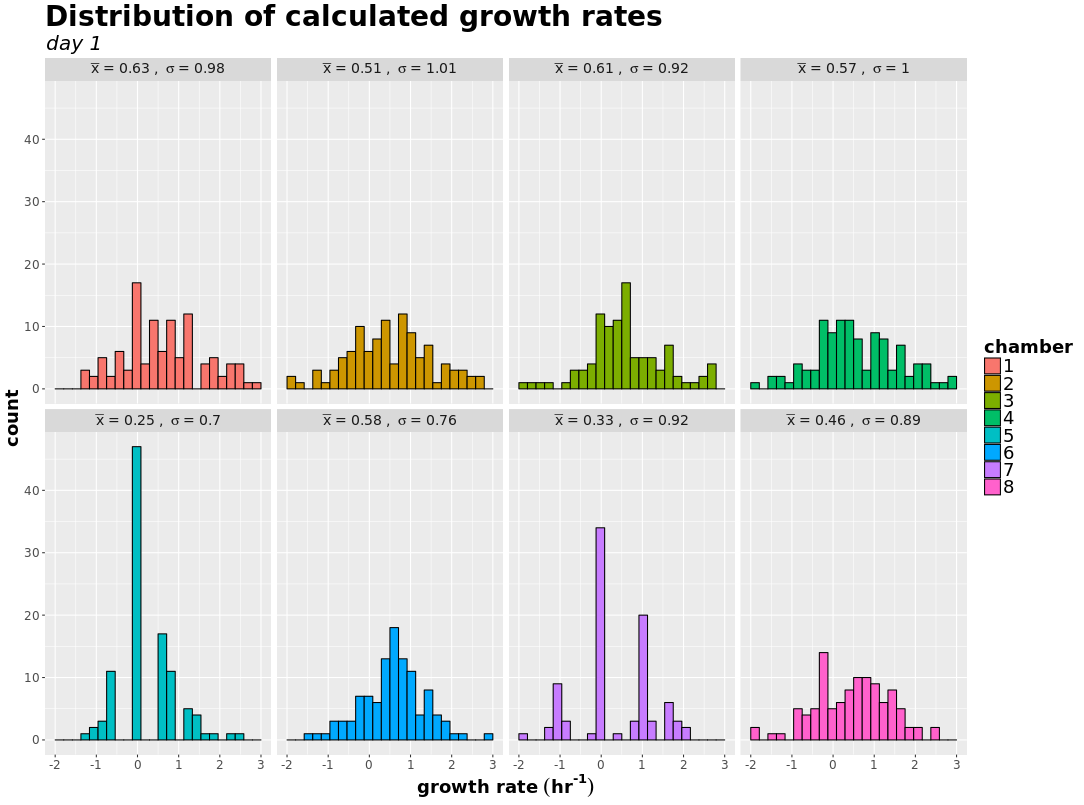 Distribution of calculated growth rates
day 1
x̅ = 0.63 , σ = 0.98
x̅ = 0.51 , σ = 1.01
x̅ = 0.61 , σ = 0.92
x̅ = 0.57 , σ = 1
40
30
20
10
0
x̅ = 0.25 , σ = 0.7
x̅ = 0.58 , σ = 0.76
x̅ = 0.33 , σ = 0.92
x̅ = 0.46 , σ = 0.89
40
30
20
10
0
-2 -1 0 1 2 3
-2 -1 0 1 2 3
-2 -1 0 1 2 3
-2 -1 0 1 2 3
growth rate (hr⁻¹)
count
chamber
1
2
3
4
5
6
7
8